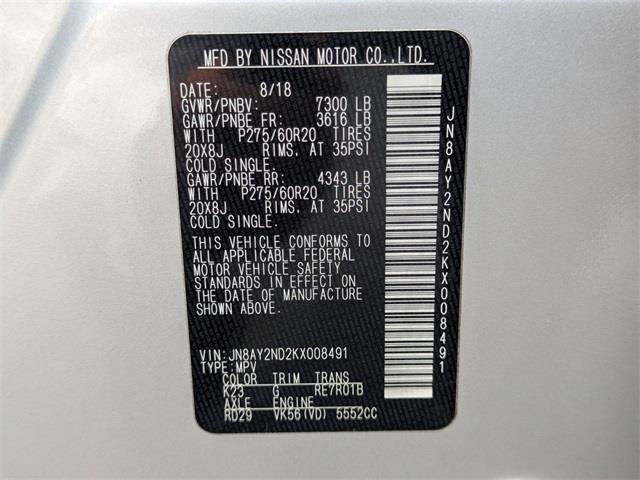 MFD BY NISSAN MOTOR CO.,LTD.
DATE: 8/18
GVWR/PNBV: 7300 LB
GAWR/PNBE FR: 3616 LB
WITH P275/60R20 TIRES
20X8J RIMS, AT 35PSI
COLD SINGLE.
GAWR/PNBE RR: 4343 LB
WITH P275/60R20 TIRES
20X8J RIMS, AT 35PSI
COLD SINGLE.
THIS VEHICLE CONFORMS TO
ALL APPLICABLE FEDERAL
MOTOR VEHICLE SAFETY
STANDARDS IN EFFECT ON
THE DATE OF MANUFACTURE
SHOWN ABOVE.
VIN: JN8AY2ND2KX008491
TYPE: MPV
COLOR TRIM TRANS
K23 G RE7R01B
AXLE ENGINE
RD29 VK56(VD) 5552CC
JN8AY2ND2KX008491